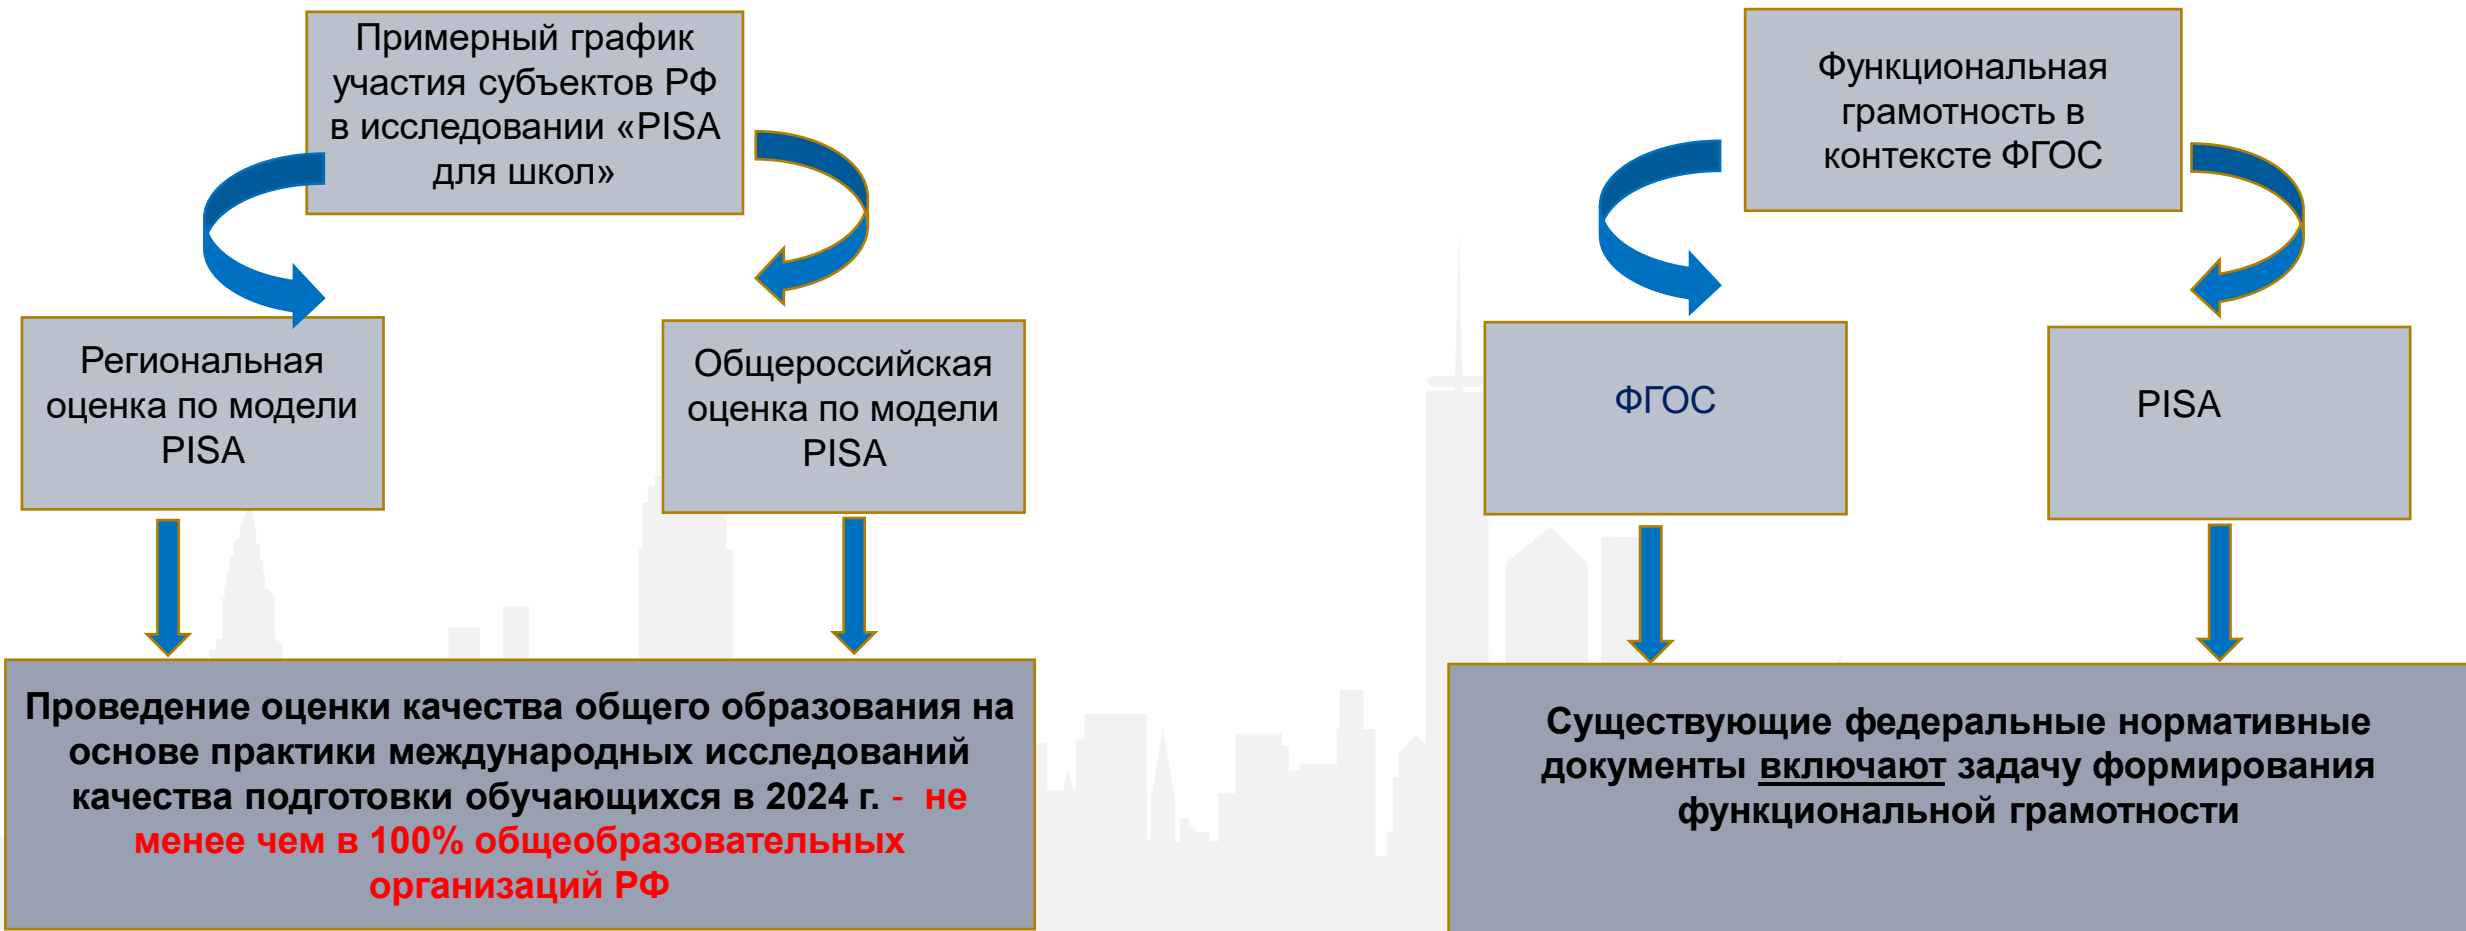 Примерный график
участия субъектов РФ
в исследовании «PISA
для школ»
Региональная
оценка по модели
PISA
Общероссийская
оценка по модели
PISA
Проведение оценки качества общего образования на
основе практики международных исследований
качества подготовки обучающихся в 2024 г. - не
менее чем в 100% общеобразовательных
организаций РФ
Функциональная
грамотность в
контексте ФГОС
ФГОС
PISA
Существующие федеральные нормативные
документы включают задачу формирования
функциональной грамотности